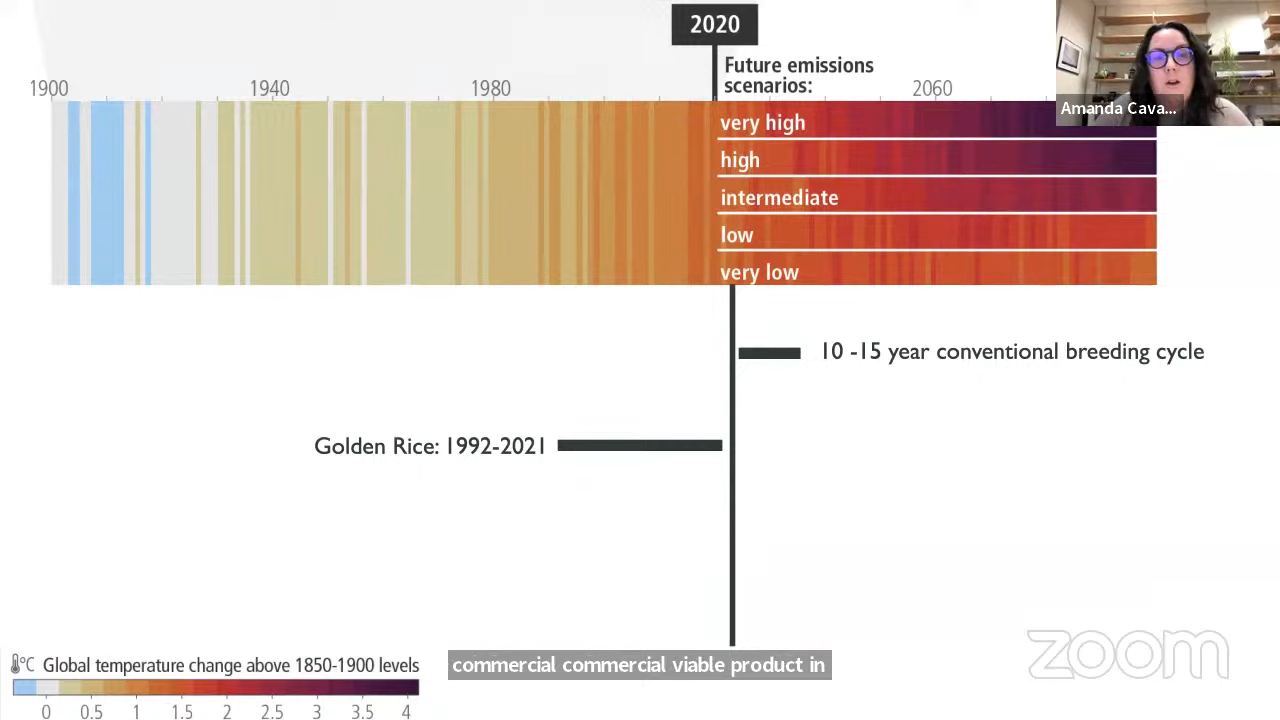 2020
Future emissions
scenarios:
1900 1940 1980 2060
Amanda Cava...
very high
high
intermediate
low
very low
10 -15 year conventional breeding cycle
Golden Rice: 1992-2021
°C Global temperature change above 1850-1900 levels
0 0.5 1 1.5 2 2.5 3 3.5 4
commercial commercial viable product in
zoom